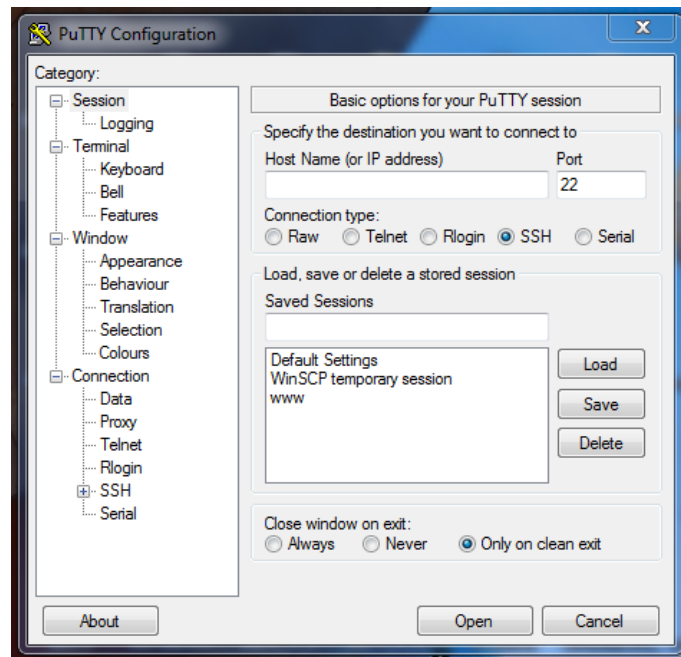 PuTTY Configuration
x
Category:
Session
Logging
Terminal
Keyboard
Bell
Features
Window
Appearance
Behaviour
Translation
Selection
Colours
Connection
Data
Proxy
Telnet
Rlogin
SSH
Serial
Basic options for your PuTTY session
Specify the destination you want to connect to
Host Name (or IP address) Port
22
Connection type:
Raw Telnet Rlogin SSH Serial
Load, save or delete a stored session
Saved Sessions
Default Settings
WinSCP temporary session
www
Load
Save
Delete
Close window on exit:
Always Never Only on clean exit
About Open Cancel